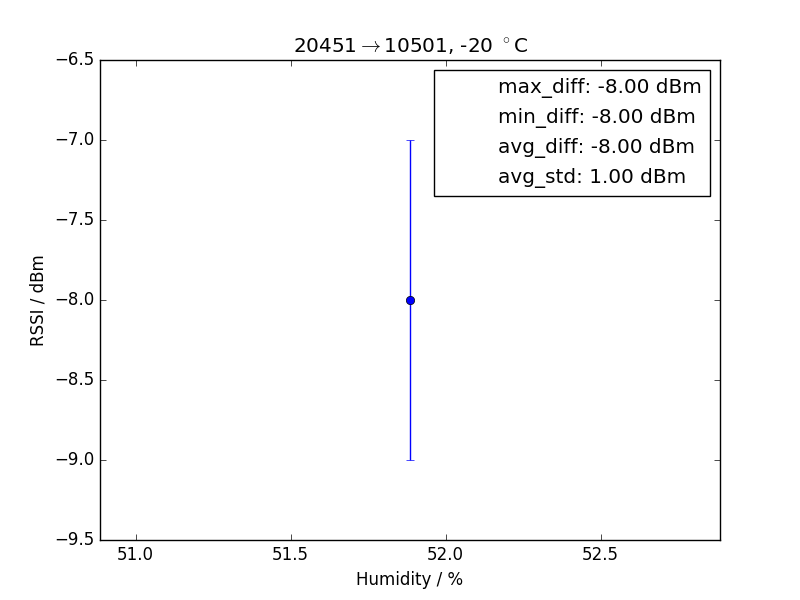 20451→10501, -20 °C
max_diff: -8.00 dBm
min_diff: -8.00 dBm
avg_diff: -8.00 dBm
avg_std: 1.00 dBm
RSSI / dBm
−6.5
−7.0
−7.5
−8.0
−8.5
−9.0
−9.5
51.0 51.5 52.0 52.5
Humidity / %